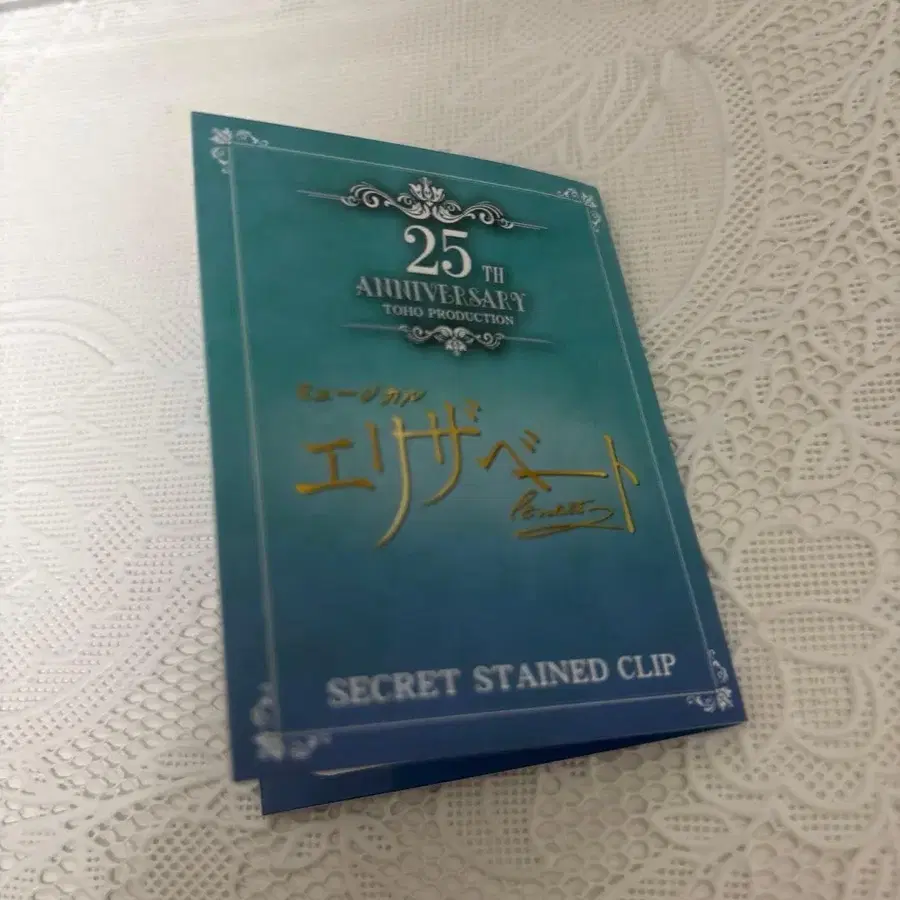 25TH
ANNIVERSARY
TOHO PRODUCTION
ミュージカル
エリザベート
SECRET STAINED CLIP